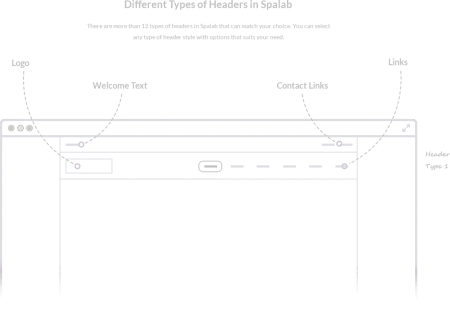 Different Types of Headers in Spalab
There are more than 12 types of headers in Spalab that can match your choice. You can select
any type of header style with options that suits your need.
Logo
Links
Welcome Text
Contact Links
Header
Type 1